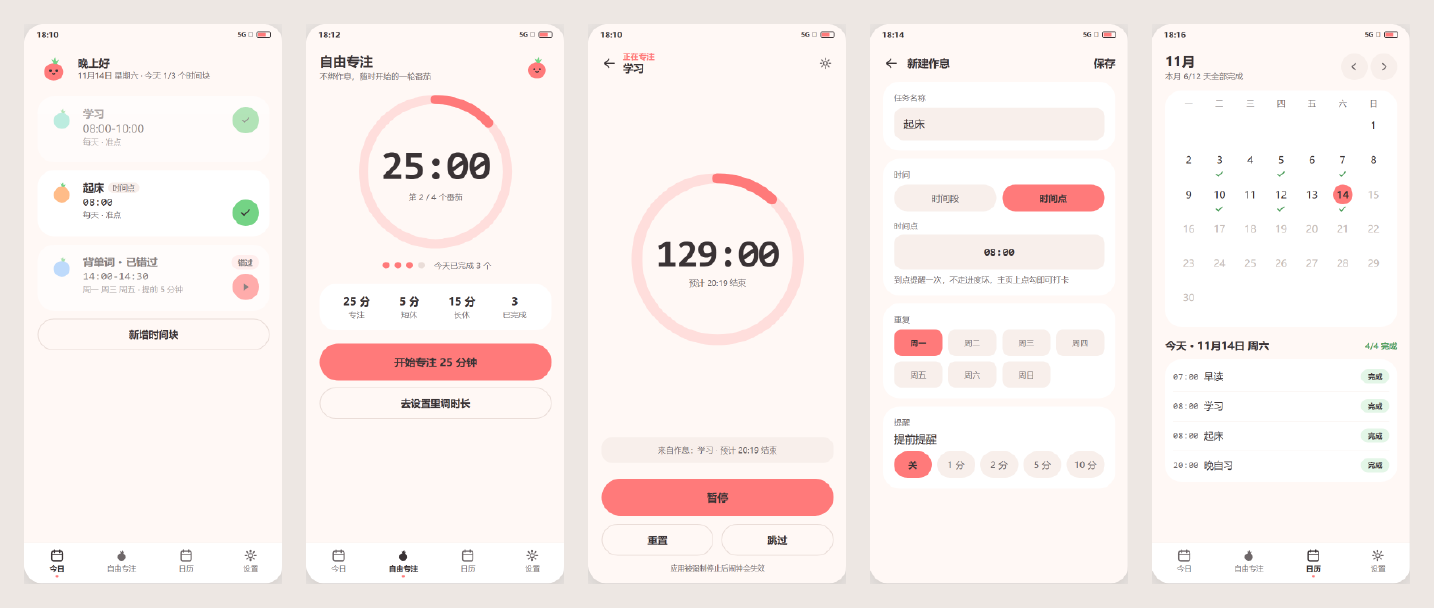 18:10
5G
晚上好
11月14日 星期六 · 今天 1/3 个时间块
学习
08:00-10:00
每天 · 准点
起床 时间点
08:00
每天 · 准点
背单词 · 已错过
错过
14:00-14:30
周一 周三 周五 · 提前 5 分钟
新增时间块
今日
自由专注
日历
设置
18:12
5G
自由专注
不绑作息，随时开始的一轮番茄
25:00
第 2 / 4 个番茄
今天已完成 3 个
25 分
5 分
15 分
3
专注
短休
长休
已完成
开始专注 25 分钟
去设置里调时长
今日
自由专注
日历
设置
18:10
5G
正在专注
学习
129:00
预计 20:19 结束
来自作息：学习 · 预计 20:19 结束
暂停
重置
跳过
应用被强制停止后闹钟会失效
18:14
5G
新建作息
保存
任务名称
起床
时间
时间段
时间点
时间点
08:00
到点提醒一次，不走进度环，主页上点勾即可打卡
重复
周一
周二
周三
周四
周五
周六
周日
提醒
提前提醒
关
1 分
2 分
5 分
10 分
18:16
5G
11月
本月 6/12 天全部完成
一 二 三 四 五 六 日
1
2 3 4 5 6 7 8
9 10 11 12 13 14 15
16 17 18 19 20 21 22
23 24 25 26 27 28 29
30
今天 · 11月14日 周六
4/4 完成
07:00 早读 完成
08:00 学习 完成
08:00 起床 完成
20:00 晚自习 完成
今日
自由专注
日历
设置